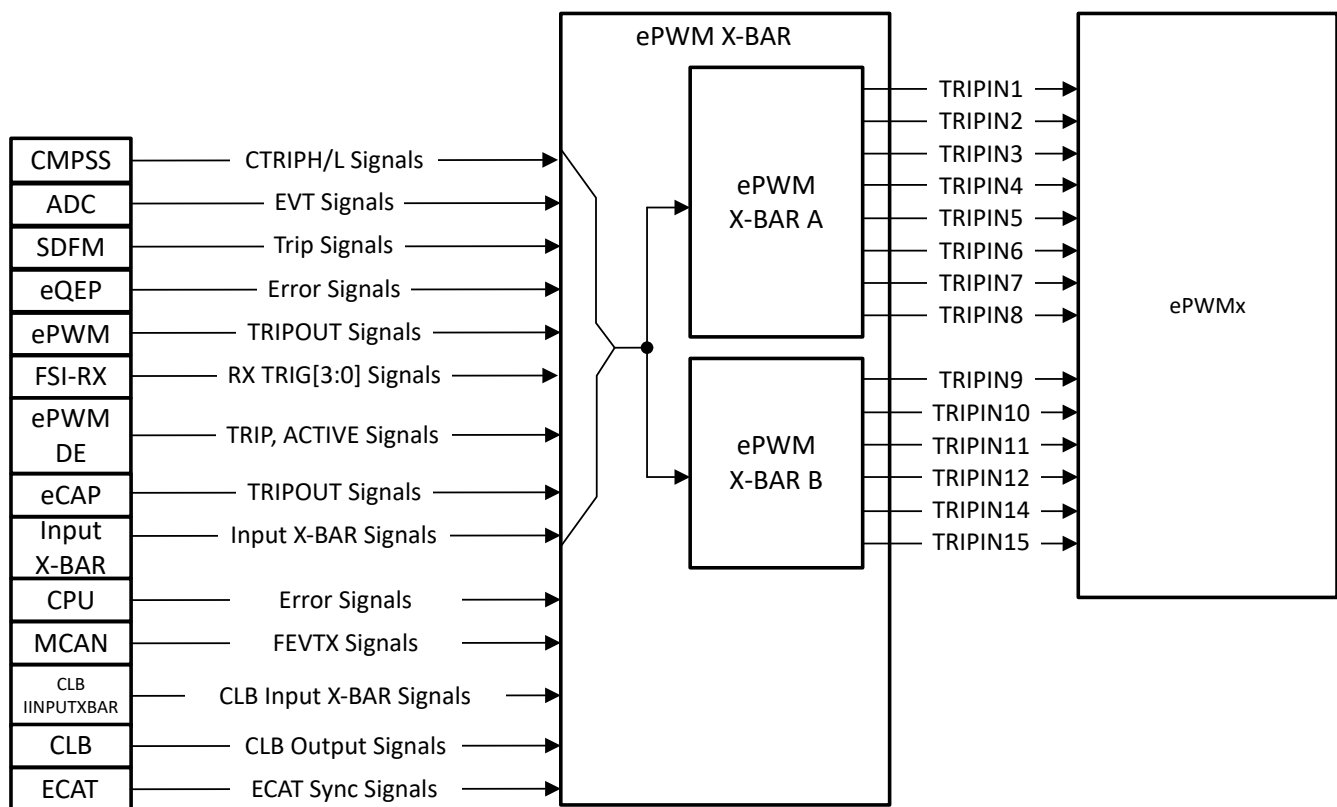 ePWM X-BAR
CMPSS
CTRIPH/L Signals
ADC
EVT Signals
SDFM
Trip Signals
eQEP
Error Signals
ePWM
TRIPOUT Signals
FSI-RX
RX TRIG[3:0] Signals
ePWM
DE
TRIP, ACTIVE Signals
eCAP
TRIPOUT Signals
Input
X-BAR
Input X-BAR Signals
CPU
Error Signals
MCAN
FEVTX Signals
CLB
IINPUTXBAR
CLB Input X-BAR Signals
CLB
CLB Output Signals
ECAT
ECAT Sync Signals
ePWM
X-BAR A
ePWM
X-BAR B
TRIPIN1
TRIPIN2
TRIPIN3
TRIPIN4
TRIPIN5
TRIPIN6
TRIPIN7
TRIPIN8
TRIPIN9
TRIPIN10
TRIPIN11
TRIPIN12
TRIPIN14
TRIPIN15
ePWMx